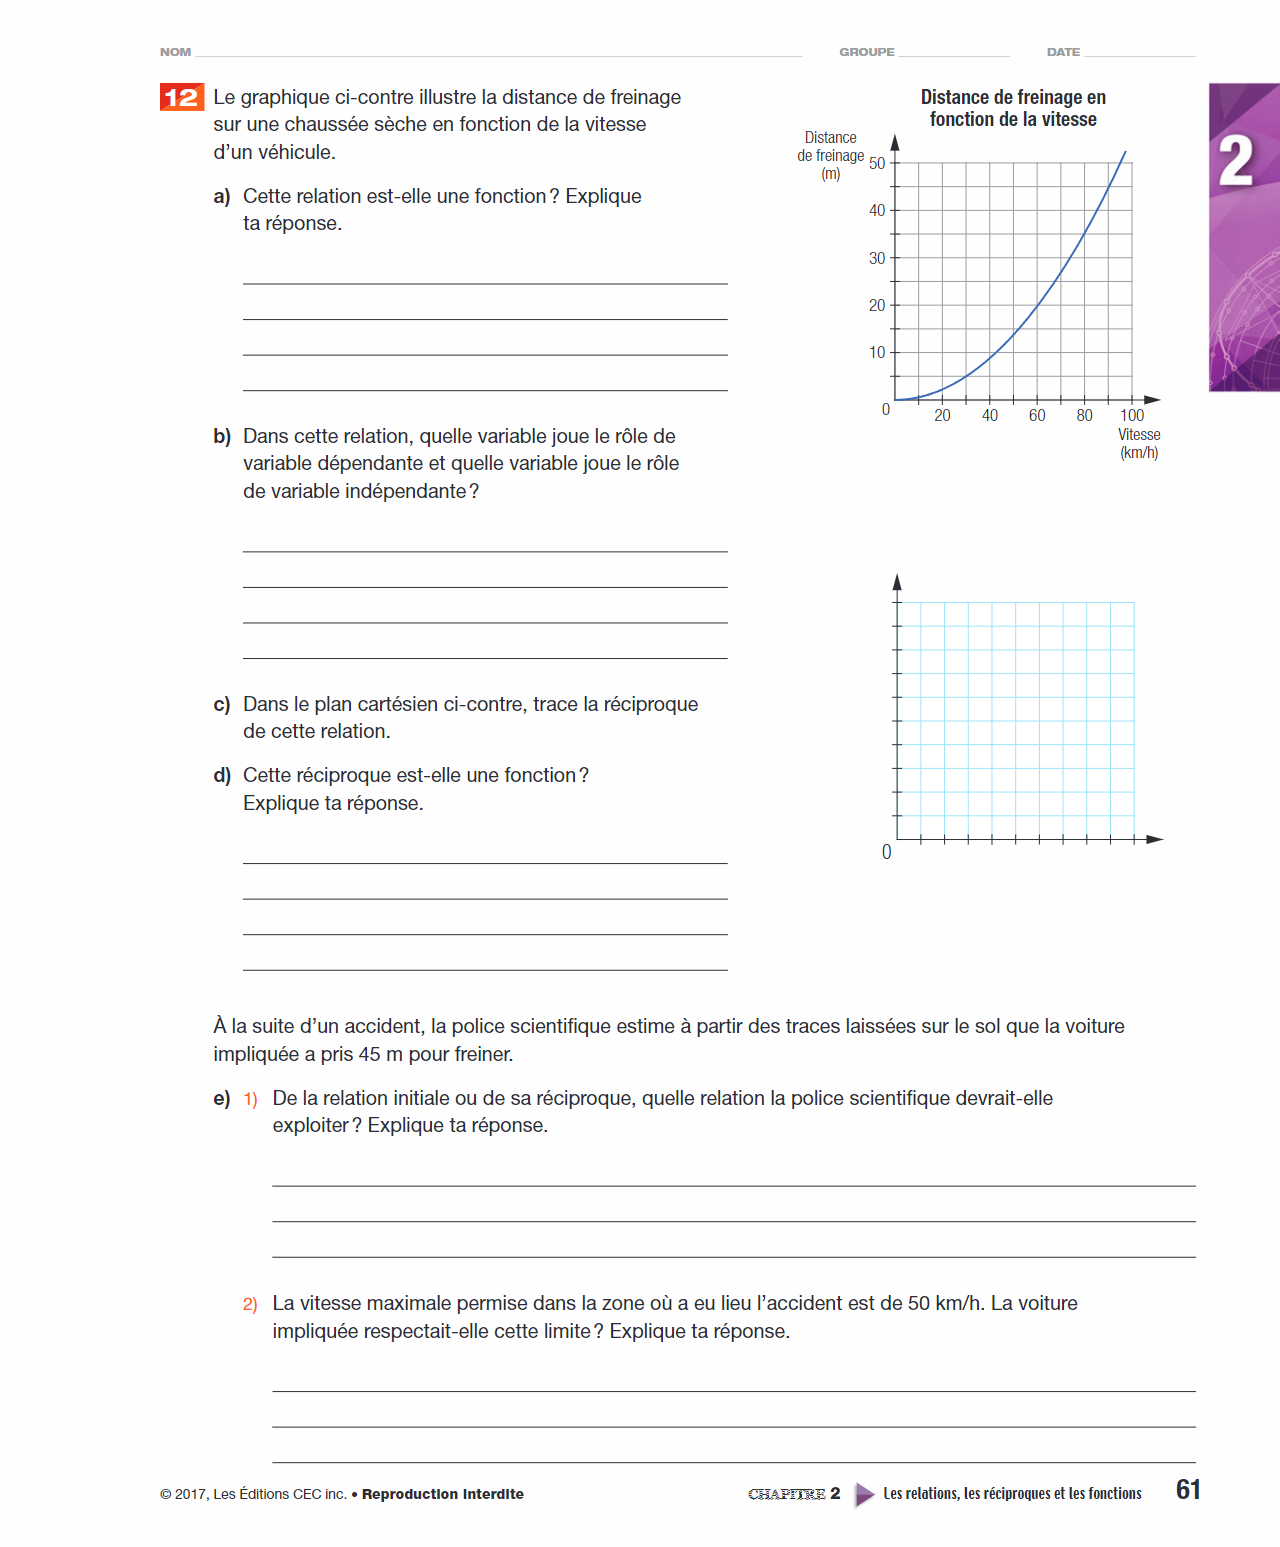 NOM GROUPE DATE
12 Le graphique ci-contre illustre la distance de freinage
sur une chaussée sèche en fonction de la vitesse
d’un véhicule.
a) Cette relation est-elle une fonction ? Explique
ta réponse.
Distance de freinage en
fonction de la vitesse
Distance
de freinage
(m)
50
40
30
20
10
0
20 40 60 80 100
Vitesse
(km/h)
2
b) Dans cette relation, quelle variable joue le rôle de
variable dépendante et quelle variable joue le rôle
de variable indépendante ?
c) Dans le plan cartésien ci-contre, trace la réciproque
de cette relation.
d) Cette réciproque est-elle une fonction ?
Explique ta réponse.
0
À la suite d’un accident, la police scientifique estime à partir des traces laissées sur le sol que la voiture
impliquée a pris 45 m pour freiner.
e) 1) De la relation initiale ou de sa réciproque, quelle relation la police scientifique devrait-elle
exploiter ? Explique ta réponse.
2) La vitesse maximale permise dans la zone où a eu lieu l’accident est de 50 km/h. La voiture
impliquée respectait-elle cette limite ? Explique ta réponse.
© 2017, Les Éditions CEC inc. • Reproduction interdite
CHAPITRE 2 Les relations, les réciproques et les fonctions 61